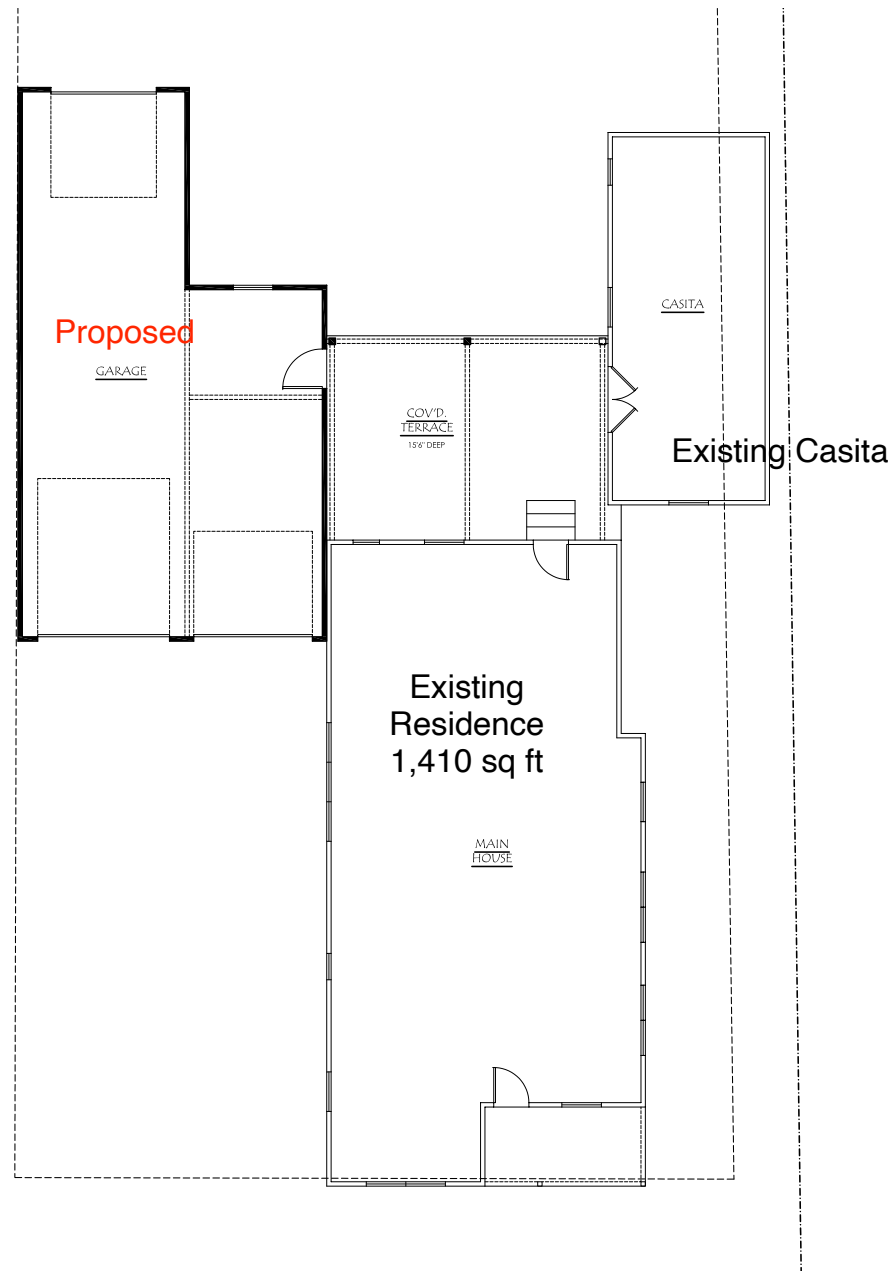 CASITA
Proposed
GARAGE
COV'D.
TERRACE
15'6" DEEP
Existing Casita
Existing
Residence
1,410 sq ft
MAIN
HOUSE